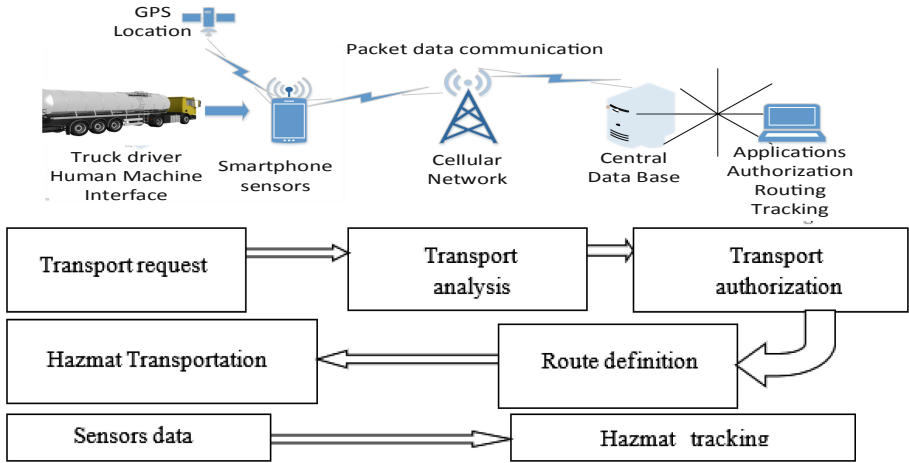 GPS
Location
Packet data communication
Truck driver
Human Machine
Interface
Smartphone
sensors
Cellular
Network
Central
Data Base
Applications
Authorization
Routing
Tracking
Transport request
Transport
analysis
Transport
authorization
Hazmat Transportation
Route definition
Sensors data
Hazmat tracking